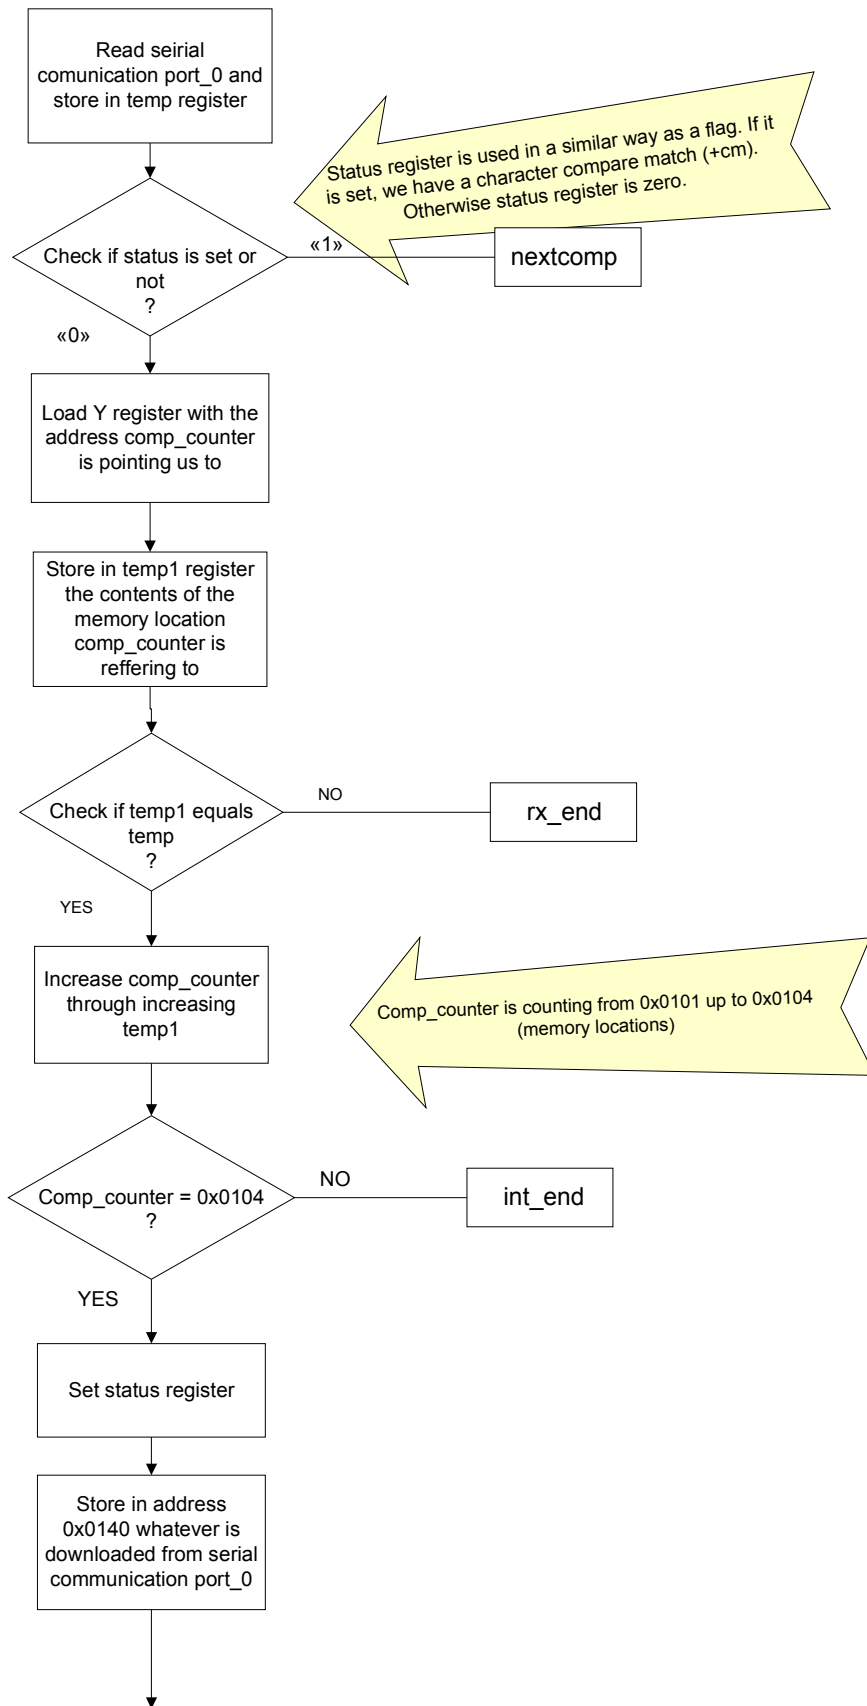 Read seirial
comunication port_0 and
store in temp register
Status register is used in a similar way as a flag. If it
is set, we have a character compare match (+cm).
Otherwise status register is zero.
Check if status is set or
not
?
«1»
nextcomp
«0»
Load Y register with the
address comp_counter
is pointing us to
Store in temp1 register
the contents of the
memory location
comp_counter is
reffering to
Check if temp1 equals
temp
?
NO
rx_end
YES
Increase comp_counter
through increasing
temp1
Comp_counter is counting from 0x0101 up to 0x0104
(memory locations)
Comp_counter = 0x0104
?
NO
int_end
YES
Set status register
Store in address
0x0140 whatever is
downloaded from serial
communication port_0